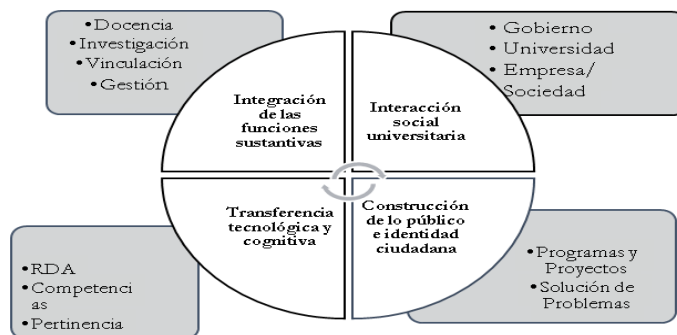 •Docencia
•Investigación
•Vinculación
•Gestión
• Gobierno
• Universidad
• Empresa/
Sociedad
Integración
de las
funciones
sustantivas
Interacción
social
universitaria
Transferencia
tecnológica y
cognitiva
Construcción
de lo público
e identidad
ciudadana
•RDA
•Competenci
as
•Pertinencia
•Programas y
Proyectos
•Solución de
Problemas